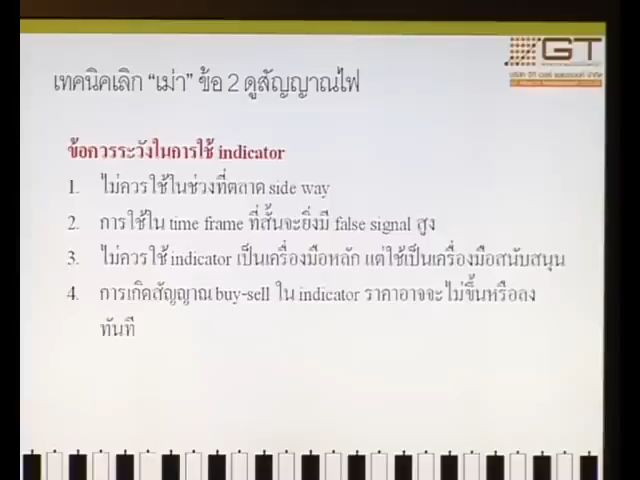 GT
เทคนิคเลิก “เม่า” ข้อ 2 ดูสัญญาณไฟ
ข้อควรระวังในการใช้ indicator
1. ไม่ควรใช้ในช่วงที่ตลาด side way
2. การใช้ใน time frame ที่สั้นจะยิ่งมี false signal สูง
3. ไม่ควรใช้ indicator เป็นเครื่องมือหลัก แต่ใช้เป็นเครื่องมือสนับสนุน
4. การเกิดสัญญาณ buy-sell ใน indicator ราคาอาจจะไม่ขึ้นหรือลง
ทันที